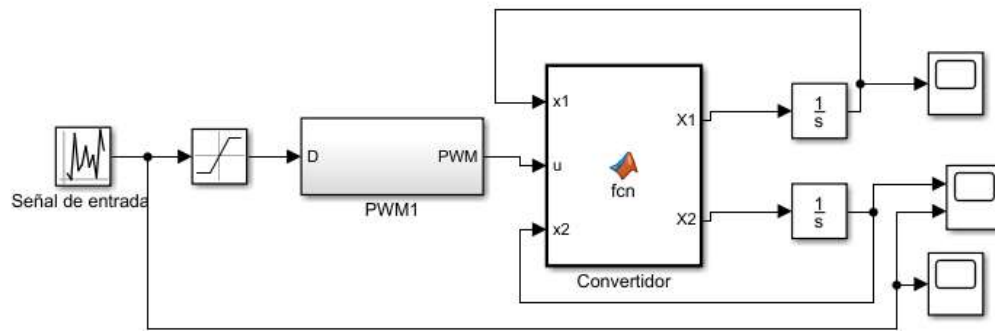 x1
X1
1
s
D
PWM
u
fcn
Señal de entrada
PWM1
x2
X2
1
s
Convertidor